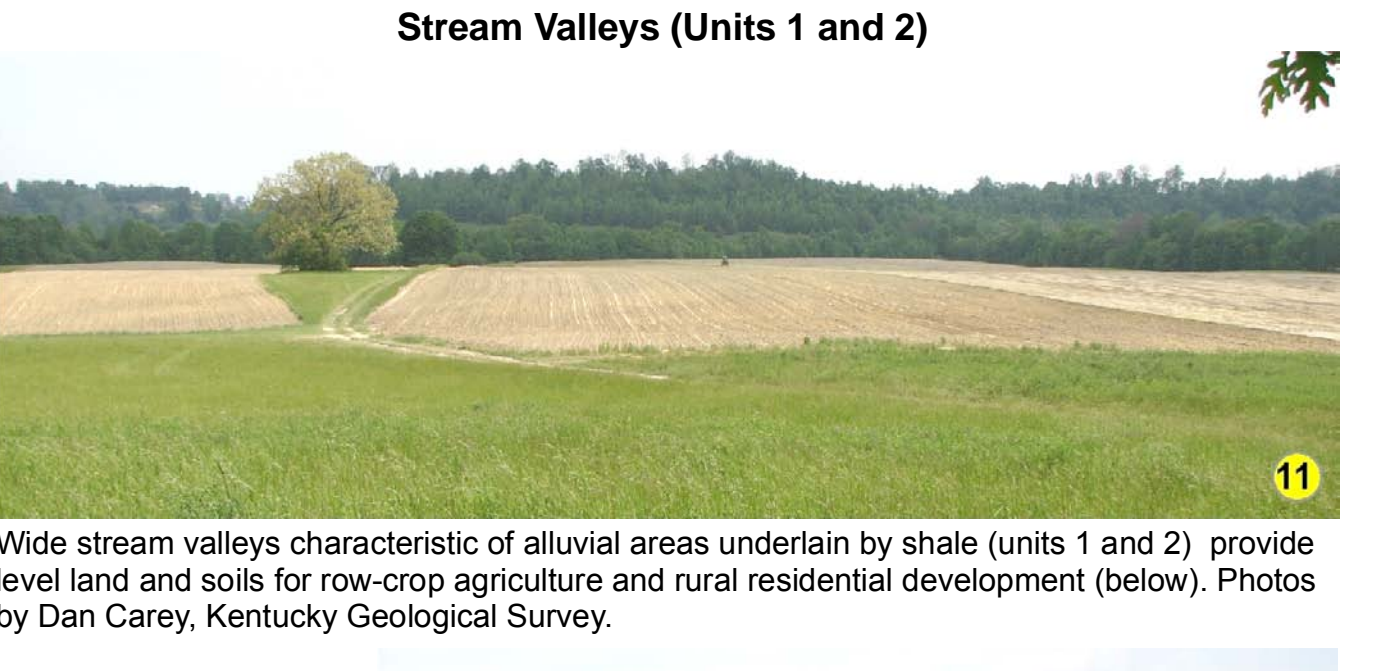 Stream Valleys (Units 1 and 2)
11
Wide stream valleys characteristic of alluvial areas underlain by shale (units 1 and 2) provide
level land and soils for row-crop agriculture and rural residential development (below). Photos
by Dan Carey, Kentucky Geological Survey.